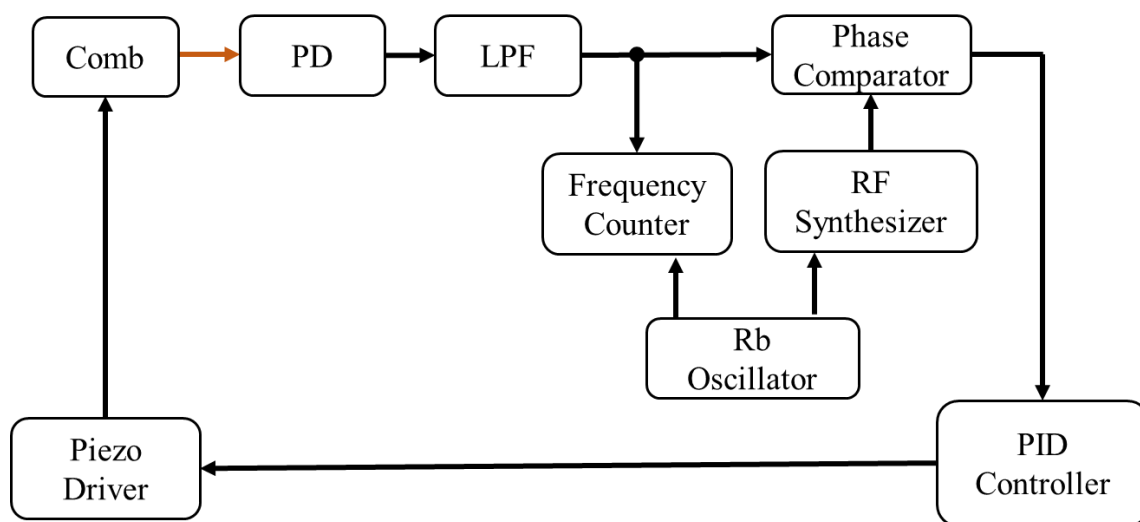 Comb
PD
LPF
Phase
Comparator
Frequency
Counter
RF
Synthesizer
Rb
Oscillator
Piezo
Driver
PID
Controller